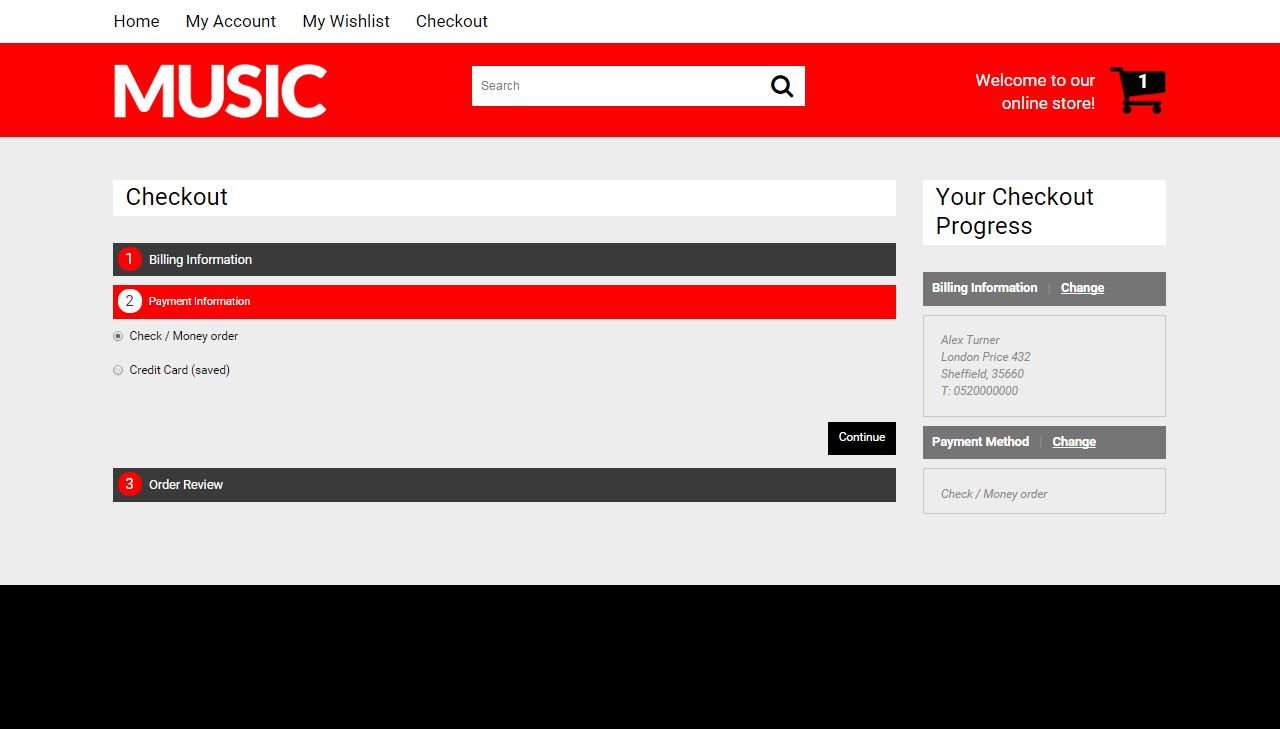 Home My Account My Wishlist Checkout
MUSIC
Search
Welcome to our
online store!
1
Checkout
1 Billing Information
2 Payment Information
Check / Money order
Credit Card (saved)
Continue
3 Order Review
Your Checkout
Progress
Billing Information | Change
Alex Turner
London Price 432
Sheffield, 35660
T: 0520000000
Payment Method | Change
Check / Money order